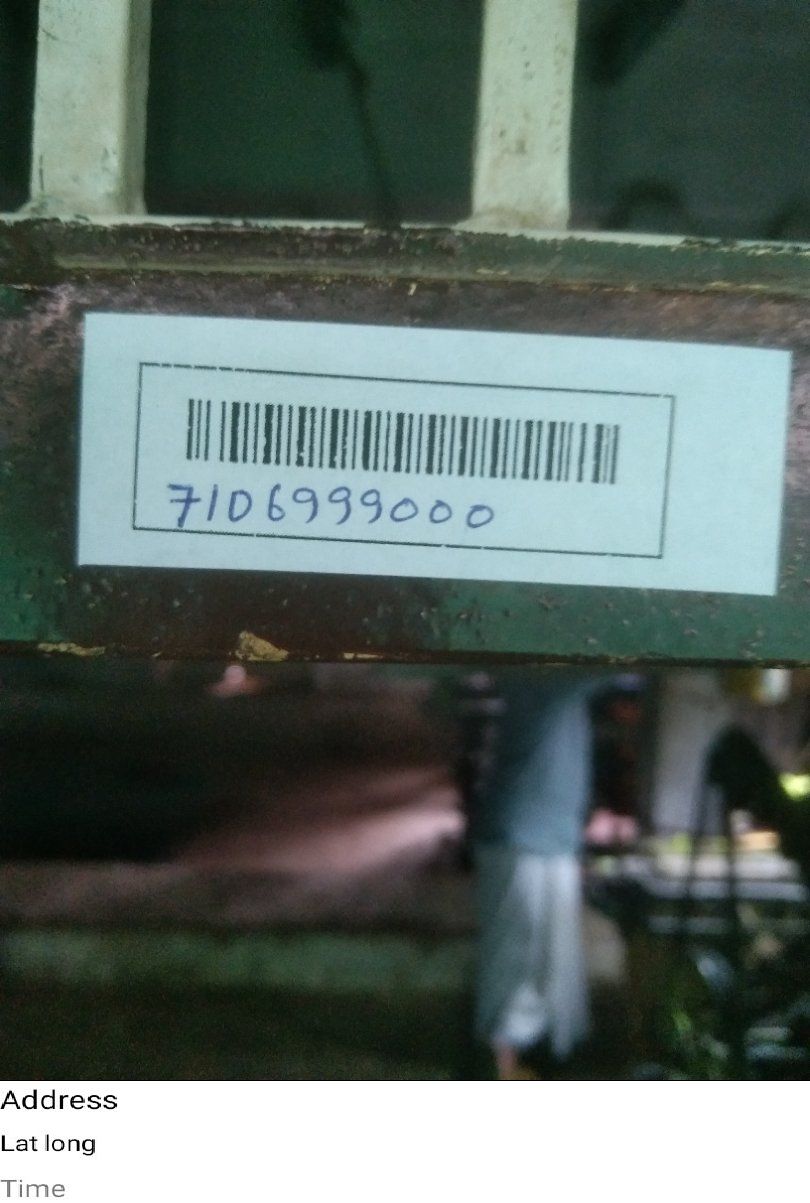 7106999000
Address
Lat long
Time